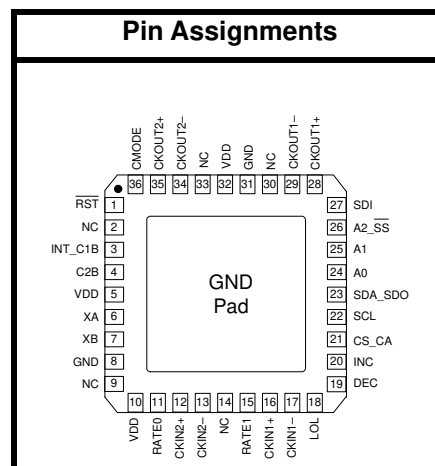 Pin Assignments
CMODE
CKOUT2+
CKOUT2–
NC
VDD
GND
NC
CKOUT1–
CKOUT1+
36 35 34 33 32 31 30 29 28
RST 1
NC 2
INT_C1B 3
C2B 4
VDD 5
XA 6
XB 7
GND 8
NC 9
GND
Pad
27 SDI
26 A2_SS
25 A1
24 A0
23 SDA_SDO
22 SCL
21 CS_CA
20 INC
19 DEC
10 11 12 13 14 15 16 17 18
VDD
RATE0
CKIN2+
CKIN2–
NC
RATE1
CKIN1+
CKIN1–
LOL